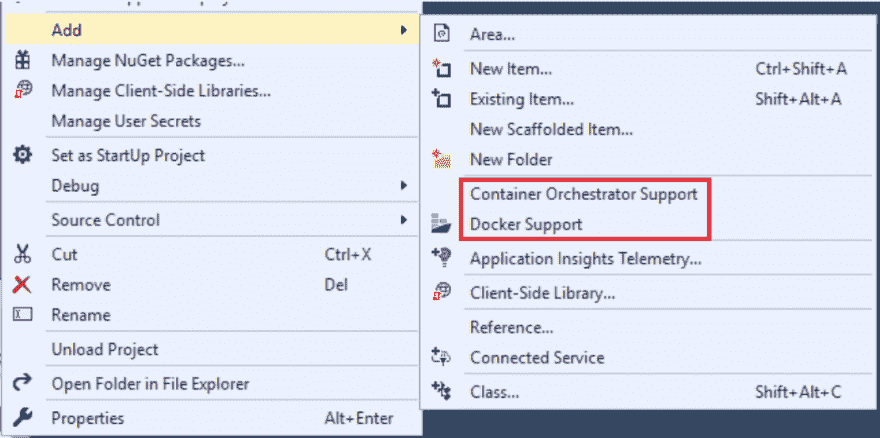 Add
Manage NuGet Packages...
Manage Client-Side Libraries...
Manage User Secrets
Set as StartUp Project
Debug
Source Control
Cut Ctrl+X
Remove Del
Rename
Unload Project
Open Folder in File Explorer
Properties Alt+Enter
Area...
New Item... Ctrl+Shift+A
Existing Item... Shift+Alt+A
New Scaffolded Item...
New Folder
Container Orchestrator Support
Docker Support
Application Insights Telemetry...
Client-Side Library...
Reference...
Connected Service
Class... Shift+Alt+C